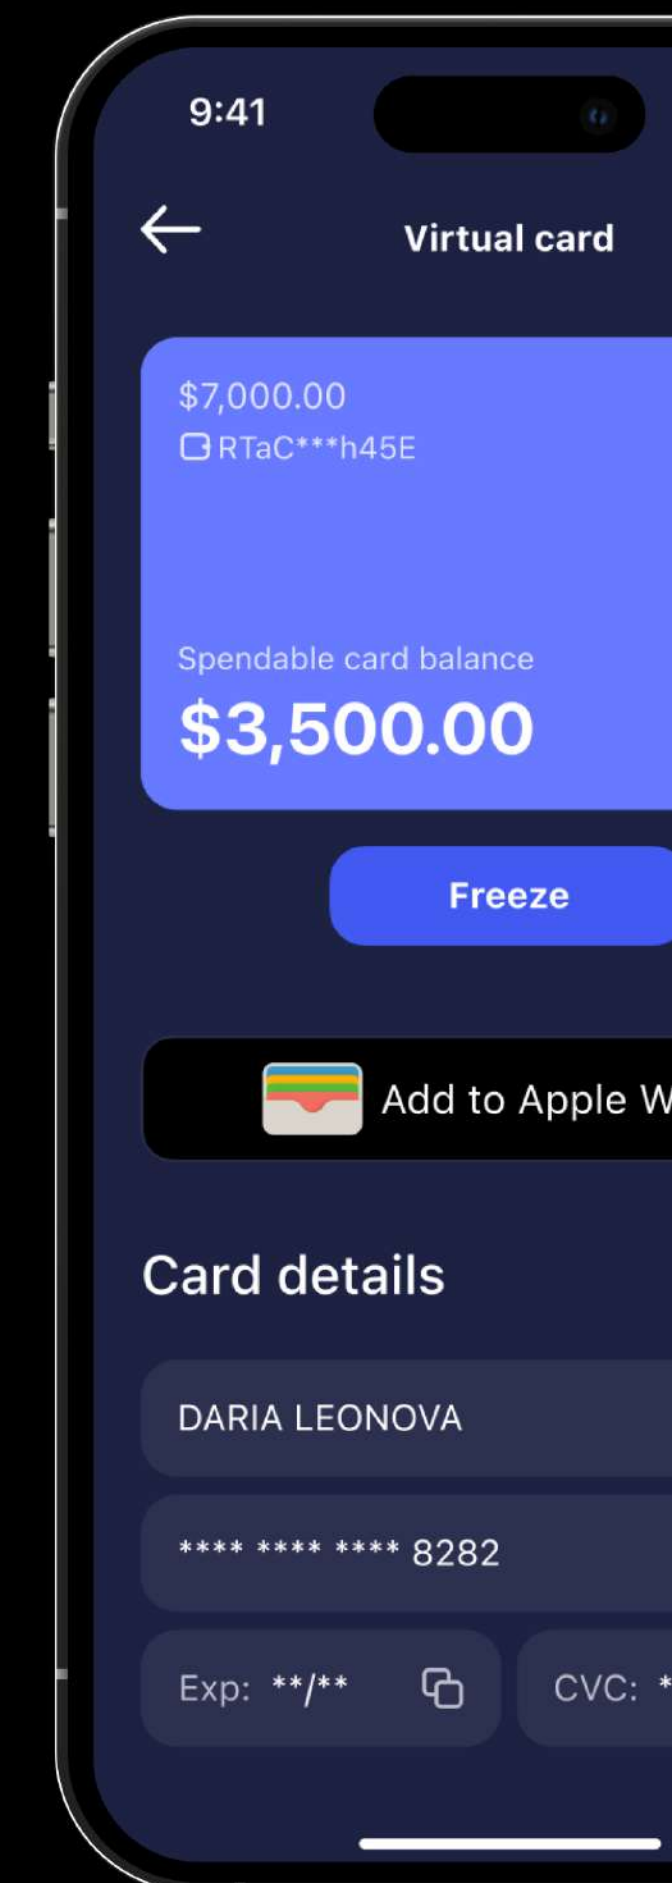 9:41
Virtual card
$7,000.00
RTaC***h45E
Spendable card balance
$3,500.00
Freeze
Add to Apple W
Card details
DARIA LEONOVA
**** **** **** 8282
Exp: **/**
CVC: *